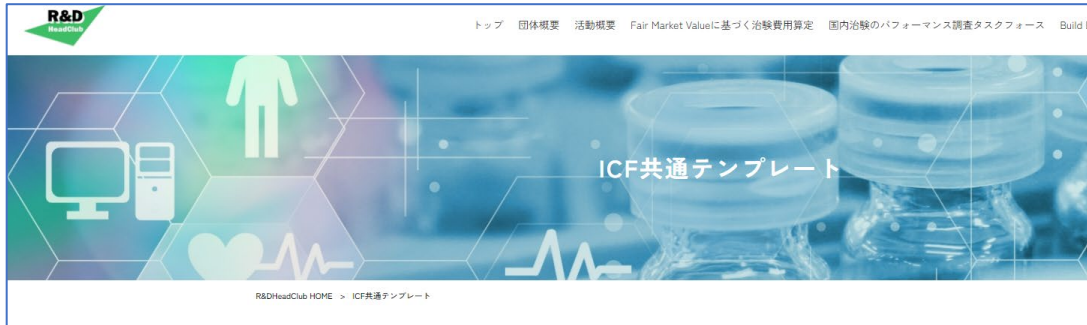 R&D
HeadClub
トップ 団体概要 活動概要 Fair Market Valueに基づく治験費用算定 国内治験のパフォーマンス調査タスクフォース Build
ICF共通テンプレート
R&DHeadClub HOME > ICF共通テンプレート